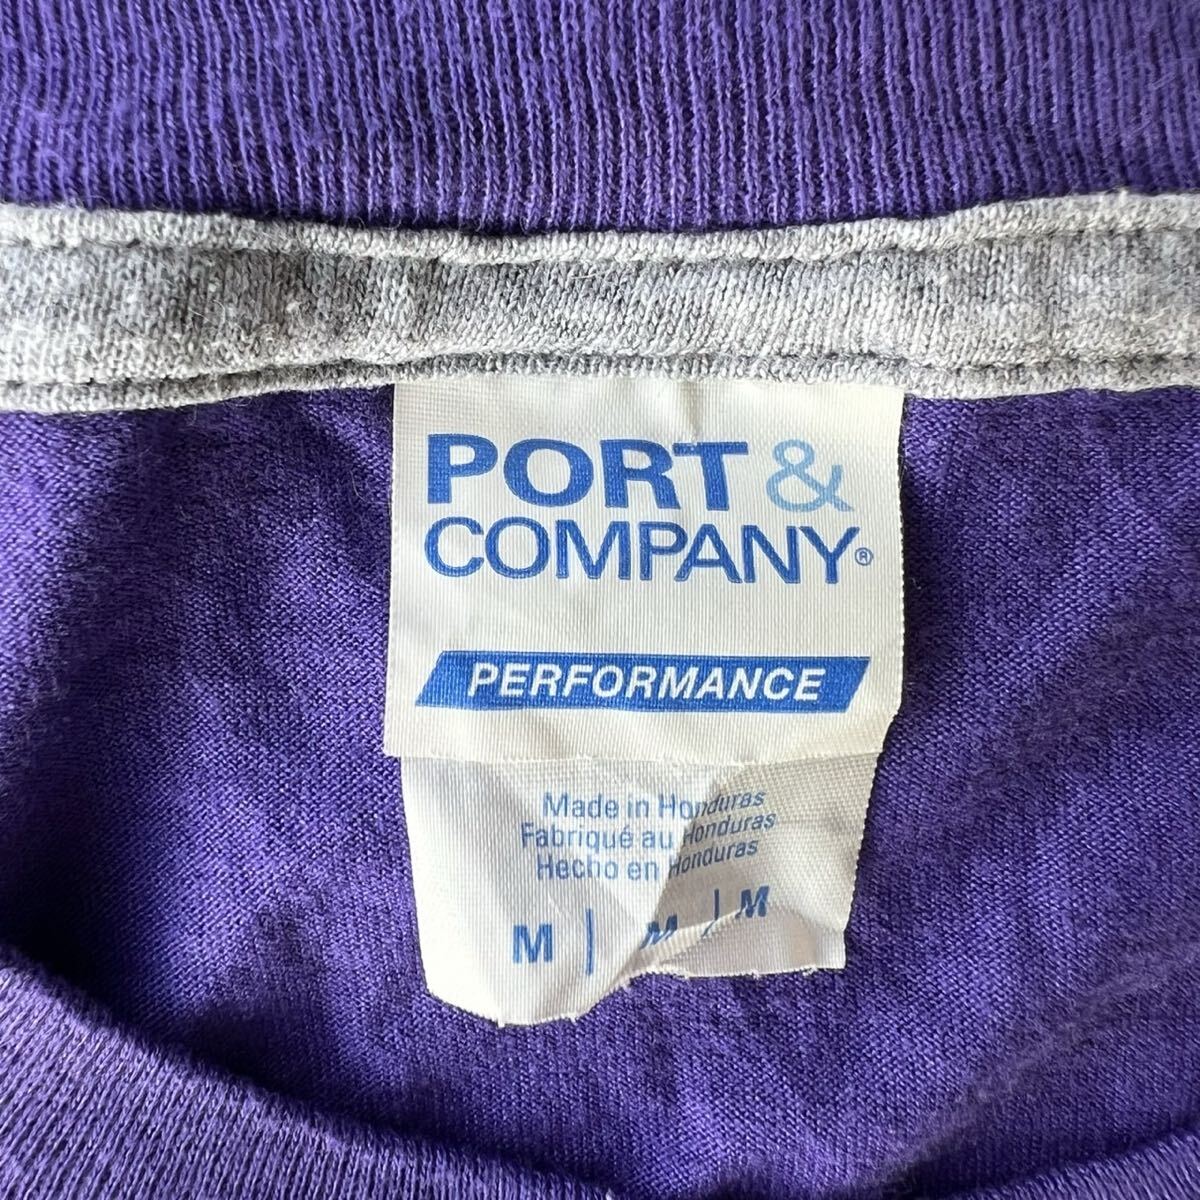 PORT &
COMPANY®
PERFORMANCE
Made in Honduras
Fabriqué au Honduras
Hecho en Honduras
M | M | M